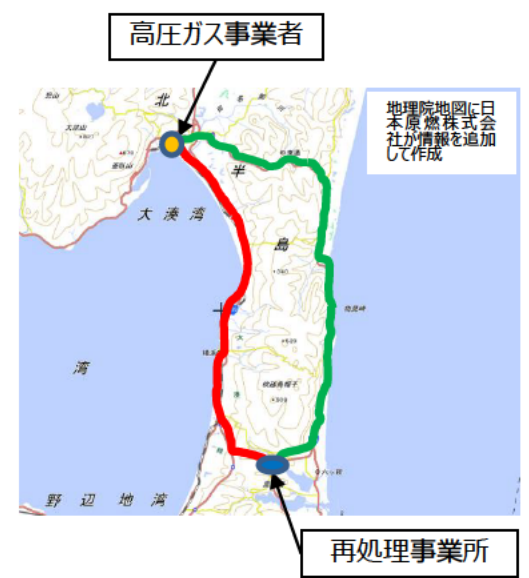 高圧ガス事業者
地理院地図に日
本原燃株式会
社が情報を追加
して作成
北
半
大湊湾
島
湾
野辺地湾
再処理事業所